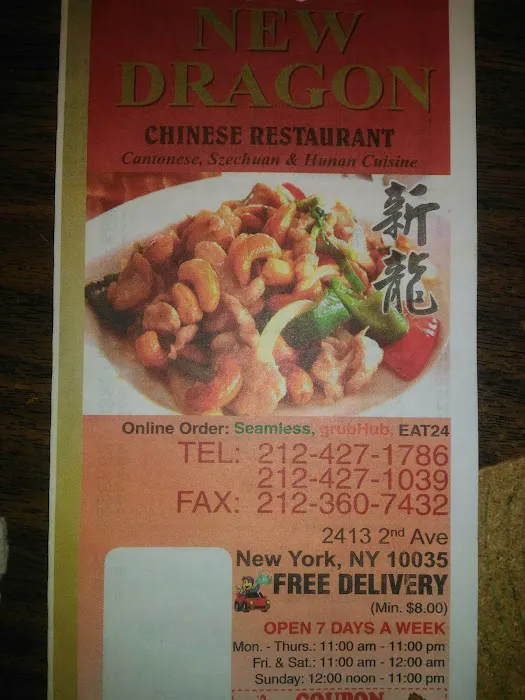 NEW
DRAGON
CHINESE RESTAURANT
Cantonese, Szechuan & Hunan Cuisine
新
龍
Online Order: Seamless, grubHub, EAT24
TEL: 212-427-1786
212-427-1039
FAX: 212-360-7432
2413 2nd Ave
New York, NY 10035
FREE DELIVERY
(Min. $8.00)
OPEN 7 DAYS A WEEK
Mon. - Thurs.: 11:00 am - 11:00 pm
Fri. & Sat.: 11:00 am - 12:00 am
Sunday: 12:00 noon - 11:00 pm
COUPON